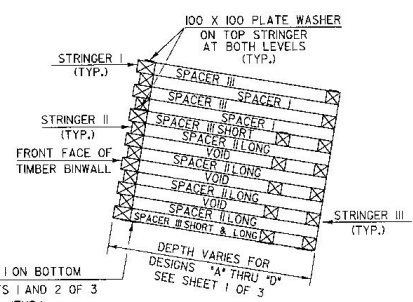 100 X 100 PLATE WASHER
ON TOP STRINGER
AT BOTH LEVELS
(TYP.)
STRINGER I
(TYP.)
SPACER III
SPACER III
SPACER I
STRINGER II
(TYP.)
SPACER I
SPACER III SHORT
SPACER II LONG
VOID
FRONT FACE OF
TIMBER BINWALL
SPACER II LONG
VOID
SPACER II LONG
VOID
SPACER II LONG
SPACER III SHORT & LONG
STRINGER III
(TYP.)
DEPTH VARIES FOR
DESIGNS "A" THRU "D"
SEE SHEET 1 OF 3
I ON BOTTOM
TS 1 AND 2 OF 3